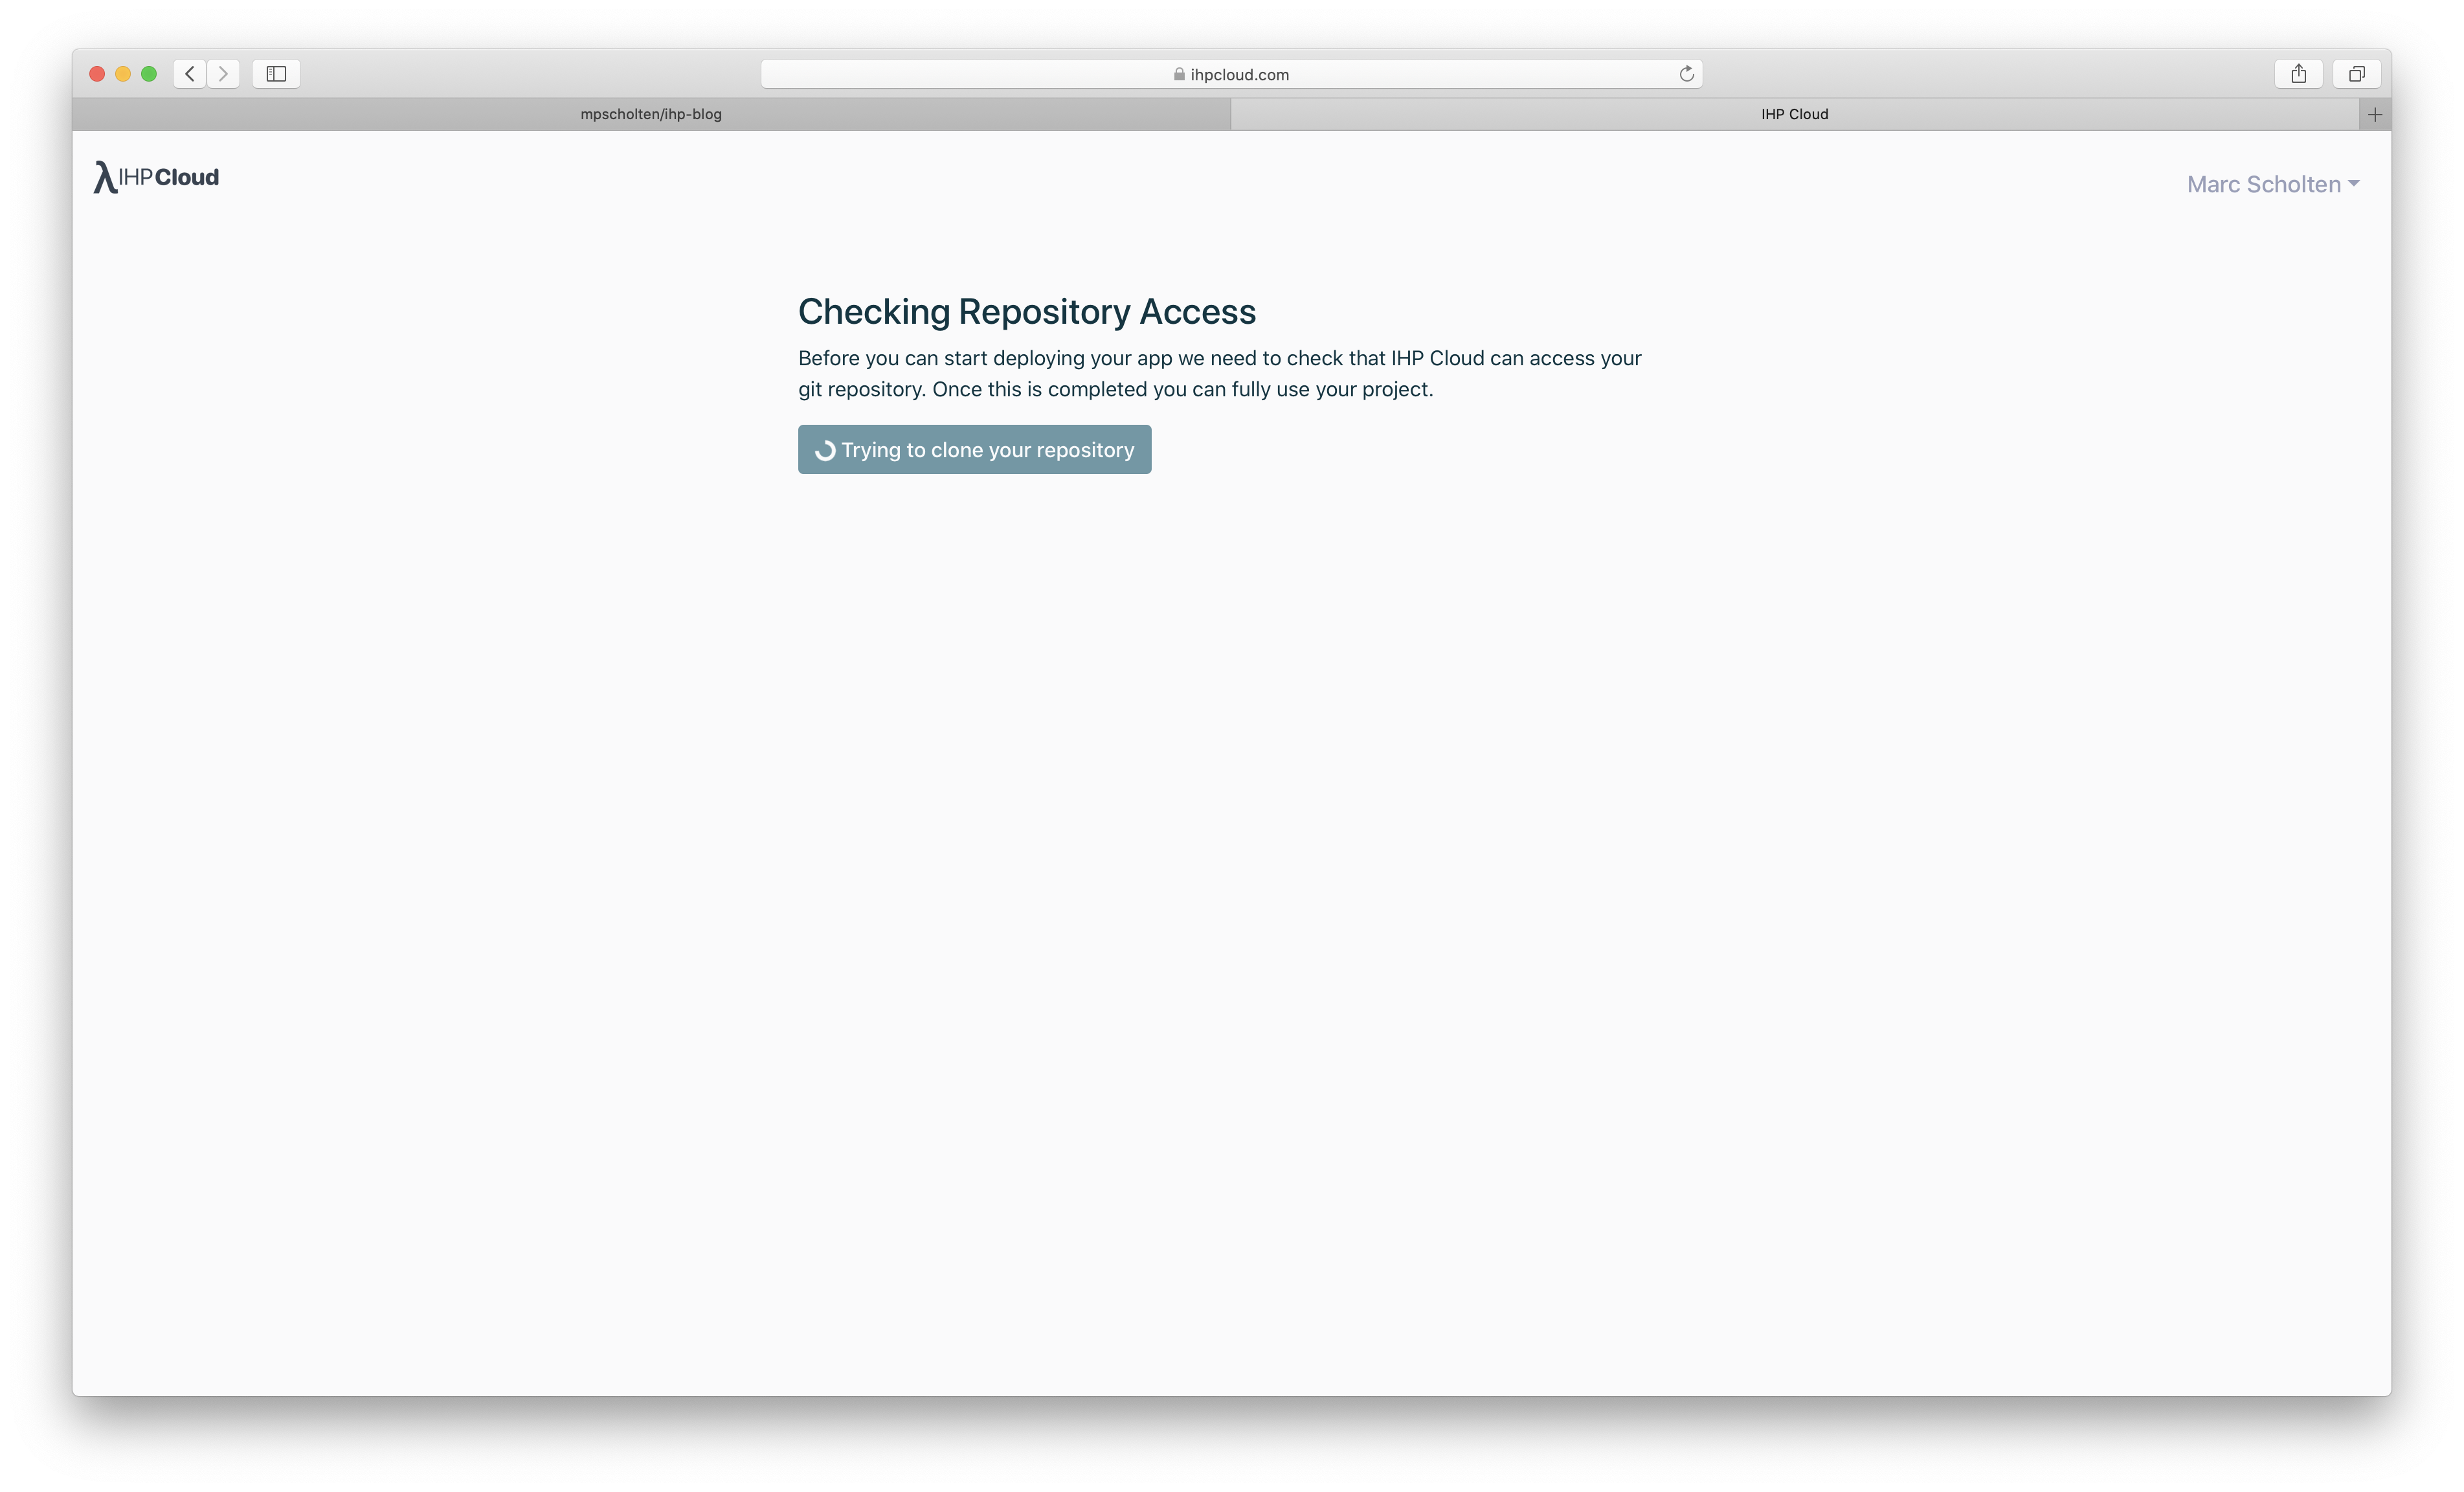 ihpcloud.com
mpscholten/ihp-blog
IHP Cloud
λIHPCloud
Marc Scholten
Checking Repository Access
Before you can start deploying your app we need to check that IHP Cloud can access your
git repository. Once this is completed you can fully use your project.
Trying to clone your repository